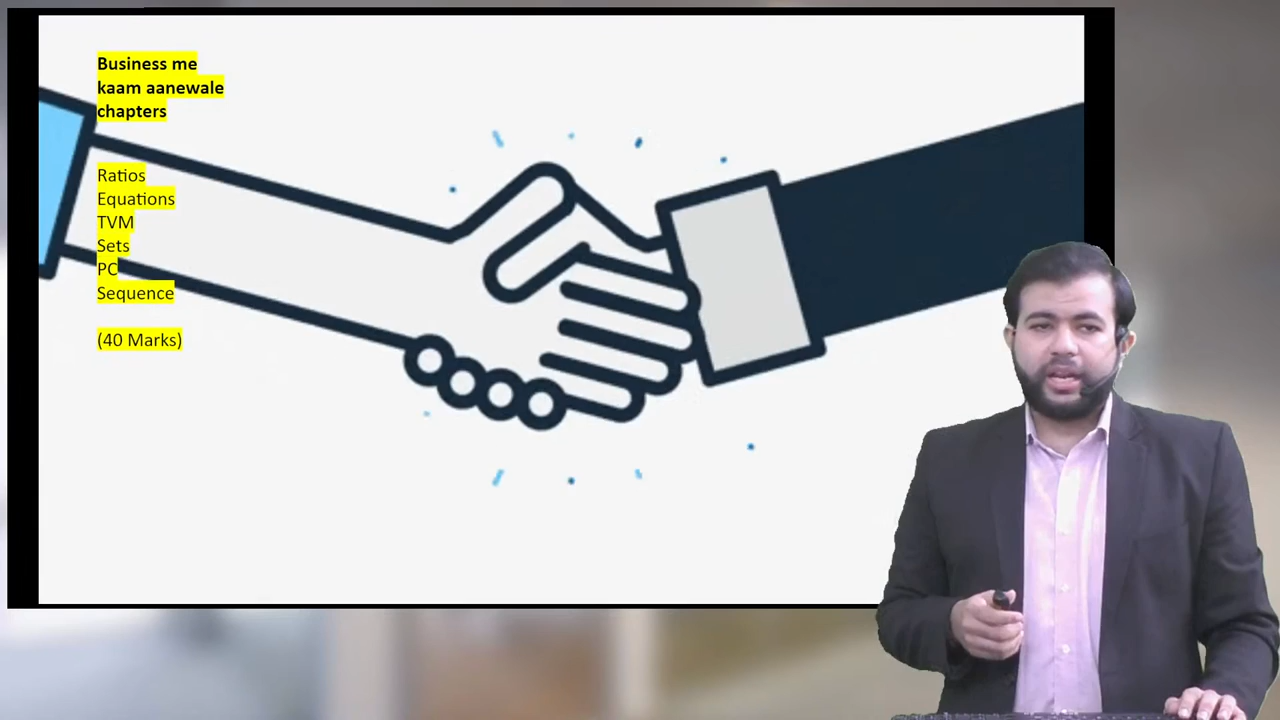 Business me
kaam aanewale
chapters
Ratios
Equations
TVM
Sets
PC
Sequence
(40 Marks)